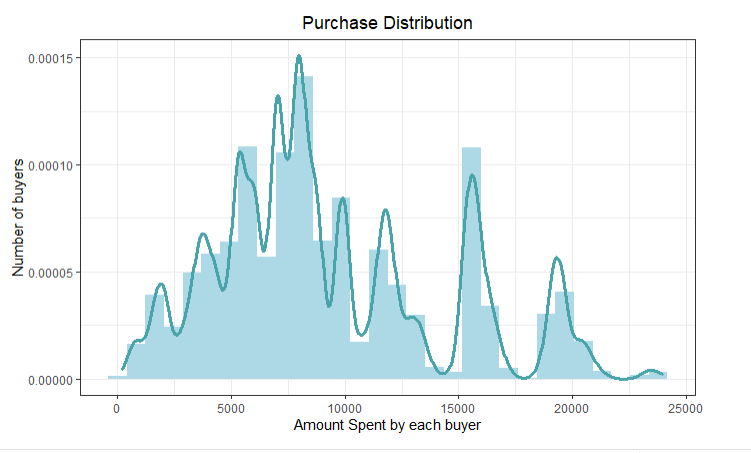 Purchase Distribution
Number of buyers
0.00015
0.00010
0.00005
0.00000
0 5000 10000 15000 20000 25000
Amount Spent by each buyer